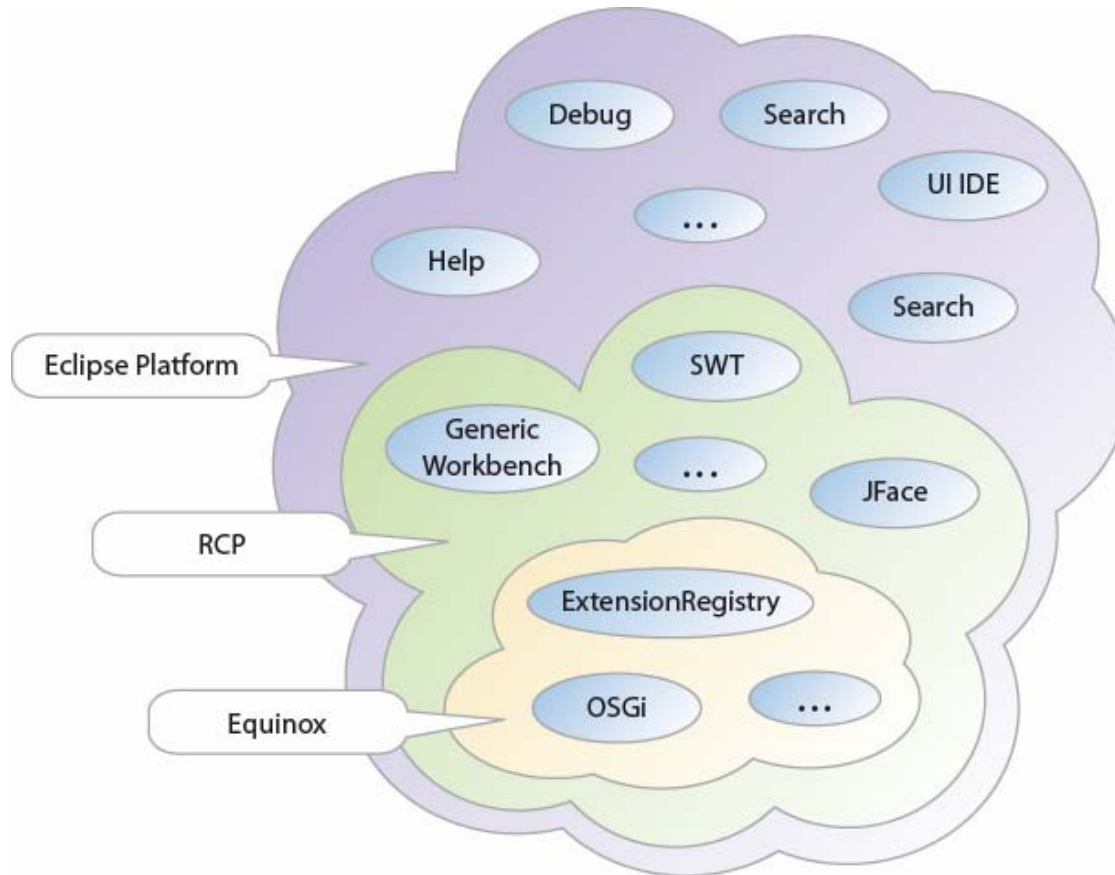 Debug
Search
UI IDE
...
Help
Search
Eclipse Platform
SWT
Generic
Workbench
...
JFace
RCP
ExtensionRegistry
OSGi
...
Equinox